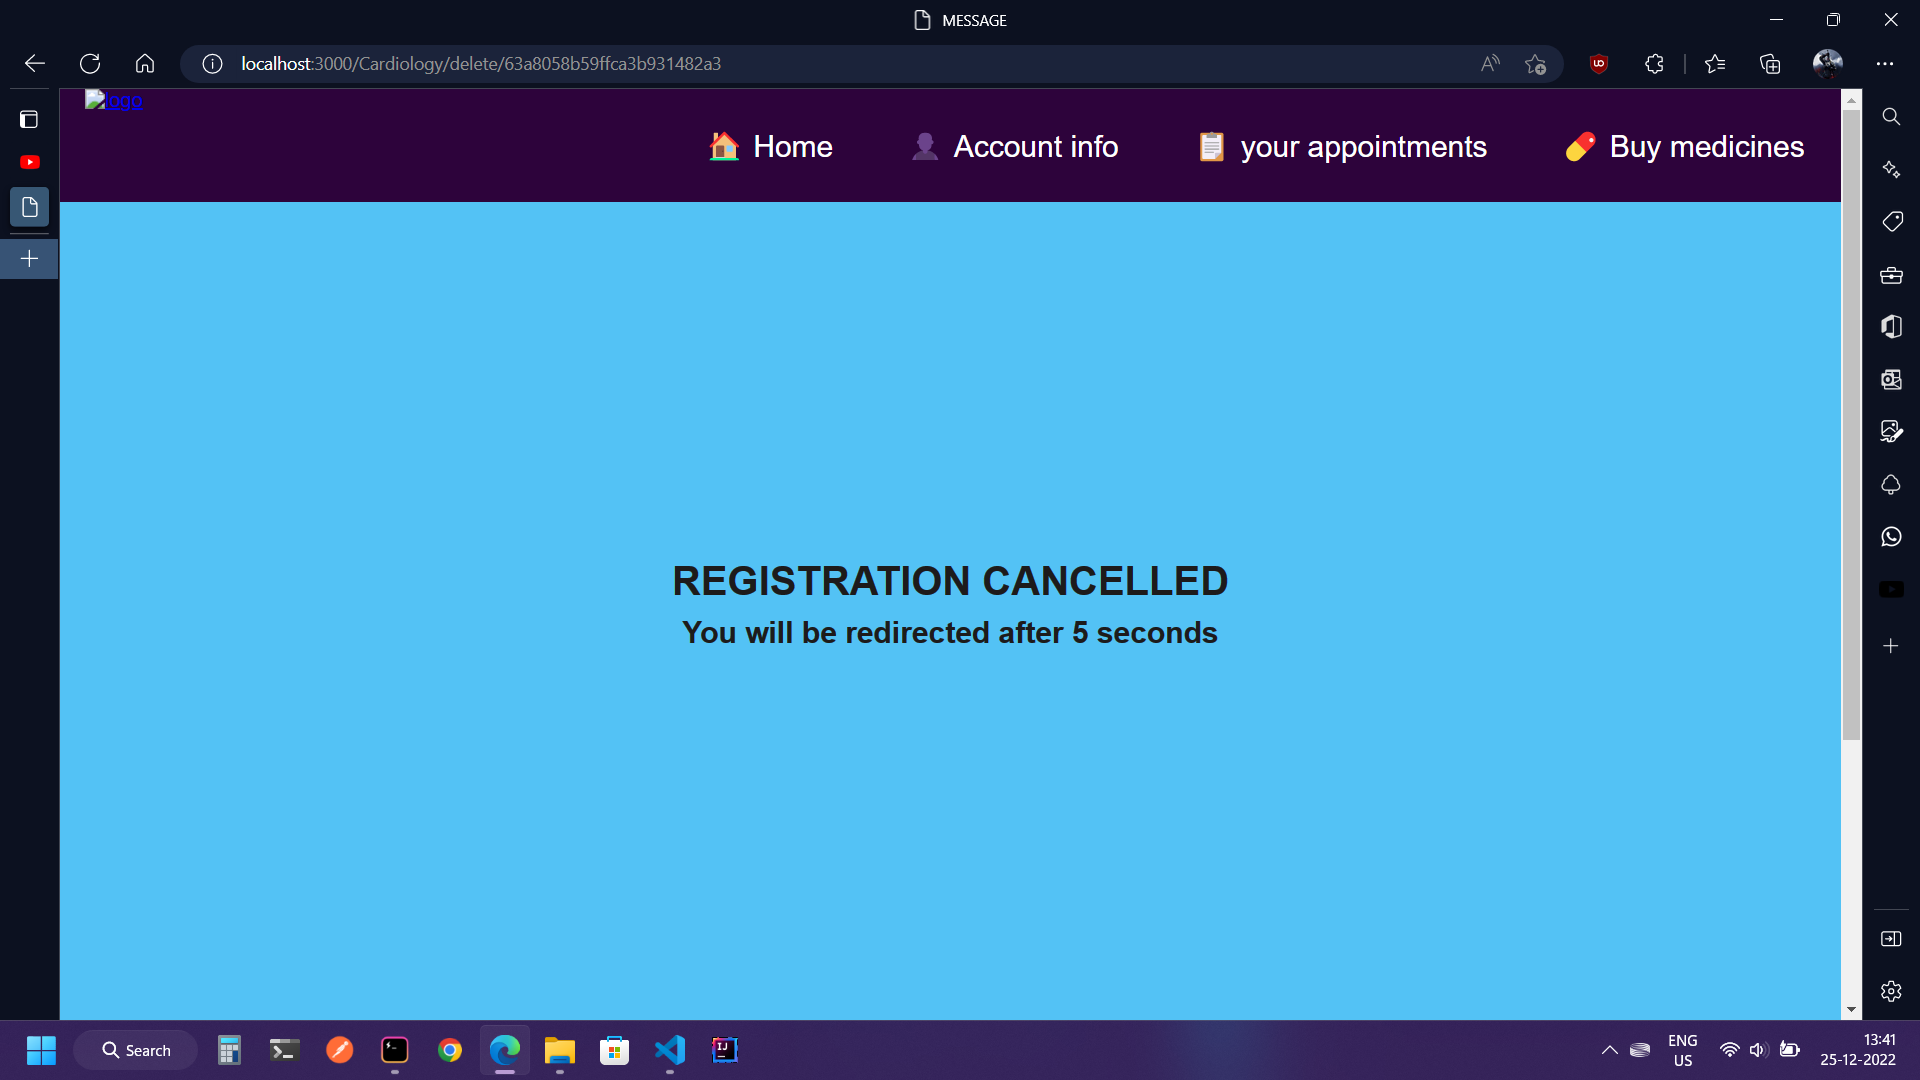 MESSAGE
localhost:3000/Cardiology/delete/63a8058b59ffca3b931482a3
logo
Home
Account info
your appointments
Buy medicines
REGISTRATION CANCELLED
You will be redirected after 5 seconds
Search
ENG
US
13:41
25-12-2022